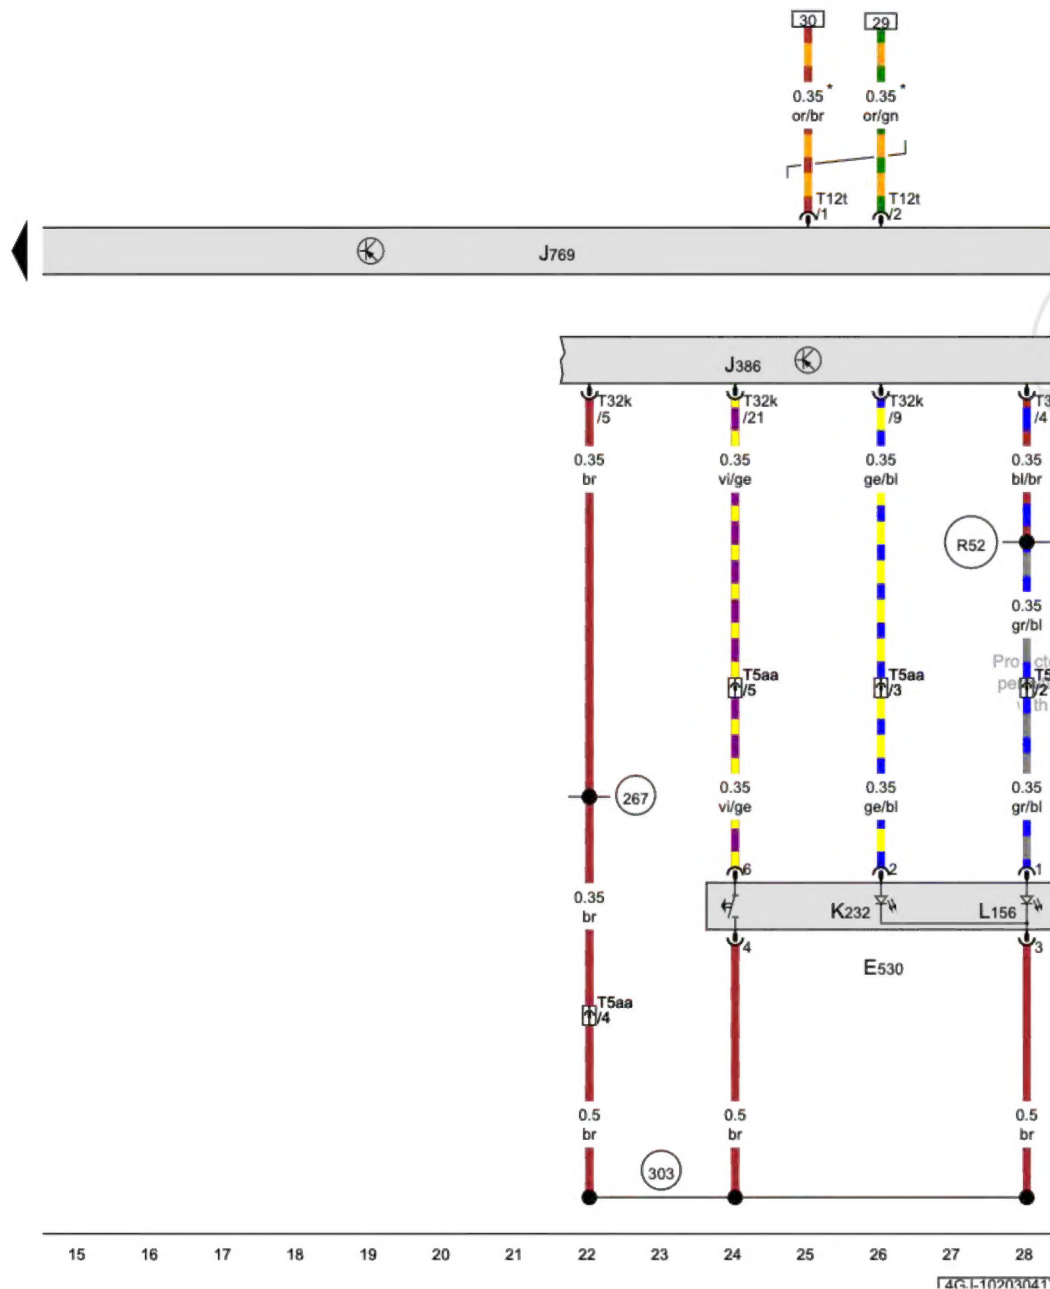 30 29
0.35 * 0.35 *
or/br or/gn
T12t T12t
/1 /2
J769
J386
T32k T32k T32k T3
/5 /21 /9 /4
0.35 0.35 0.35 0.35
br vi/ge ge/bl bl/br
R52
0.35
gr/bl
T5aa T5aa T5
/5 /3 /2
0.35 0.35 0.35
vi/ge ge/bl gr/bl
267
6 2 1
0.35
br
K232 L156
4 3
E530
T5aa
/4
0.5 0.5 0.5
br br br
303
15 16 17 18 19 20 21 22 23 24 25 26 27 28